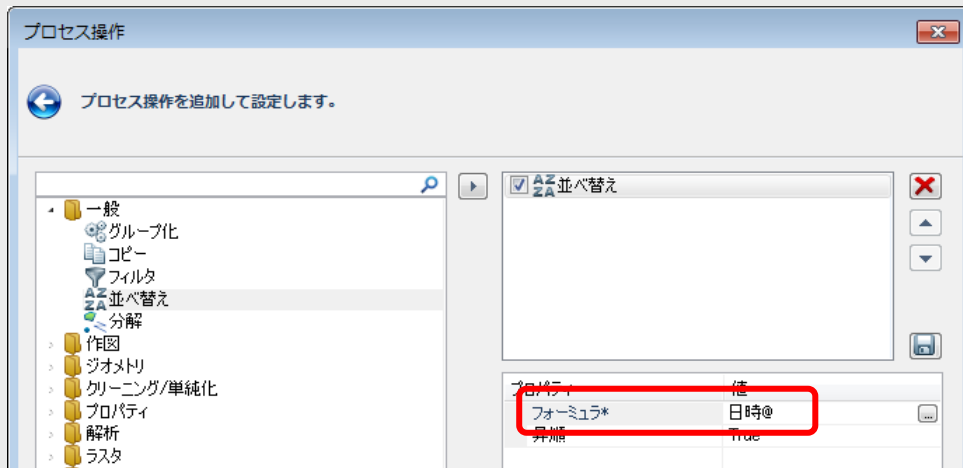 プロセス操作
プロセス操作を追加して設定します。
一般
グループ化
コピー
フィルタ
並べ替え
分解
作図
ジオメトリ
クリーニング/単純化
プロパティ
解析
ラスタ
並べ替え
プロパティ 値
フォーミュラ* 日時@
昇順 True